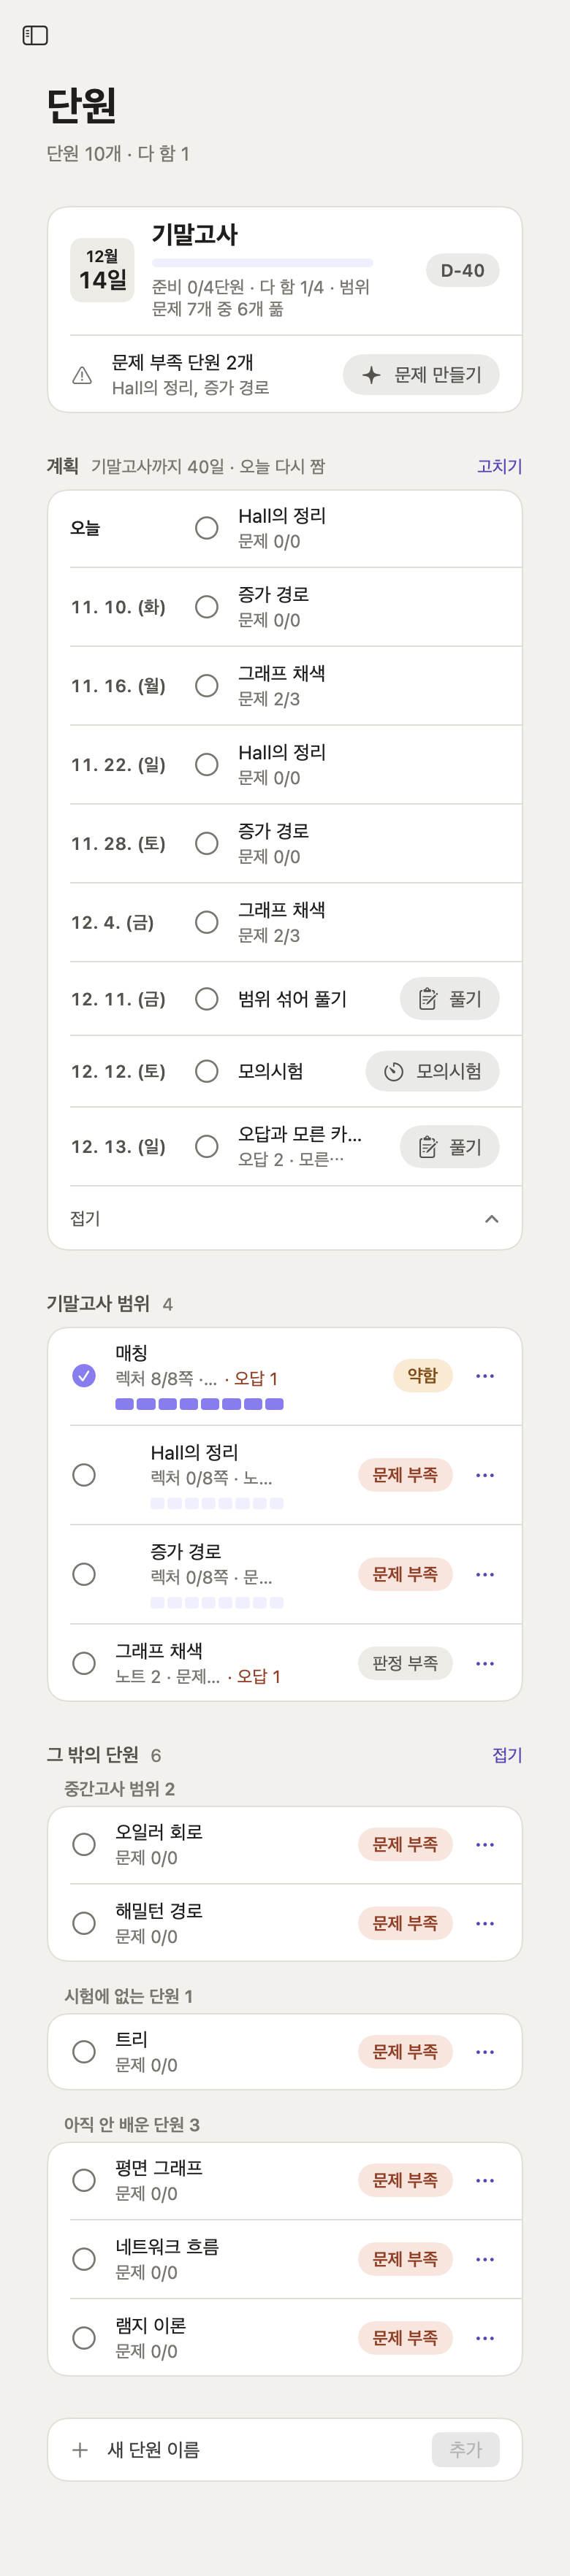 단원
단원 10개 · 다 함 1
12월
14일
기말고사
준비 0/4단원 · 다 함 1/4 · 범위
문제 7개 중 6개 풂
D-40
문제 부족 단원 2개
Hall의 정리, 증가 경로
문제 만들기
계획 기말고사까지 40일 · 오늘 다시 짬
고치기
오늘
Hall의 정리
문제 0/0
11. 10. (화)
증가 경로
문제 0/0
11. 16. (월)
그래프 채색
문제 2/3
11. 22. (일)
Hall의 정리
문제 0/0
11. 28. (토)
증가 경로
문제 0/0
12. 4. (금)
그래프 채색
문제 2/3
12. 11. (금)
범위 섞어 풀기
풀기
12. 12. (토)
모의시험
모의시험
12. 13. (일)
오답과 모른 카...
오답 2 · 모른...
풀기
접기
기말고사 범위 4
매칭
렉처 8/8쪽 ·... · 오답 1
약함
Hall의 정리
렉처 0/8쪽 · 노...
문제 부족
증가 경로
렉처 0/8쪽 · 문...
문제 부족
그래프 채색
노트 2 · 문제... · 오답 1
판정 부족
그 밖의 단원 6
접기
중간고사 범위 2
오일러 회로
문제 0/0
문제 부족
해밀턴 경로
문제 0/0
문제 부족
시험에 없는 단원 1
트리
문제 0/0
문제 부족
아직 안 배운 단원 3
평면 그래프
문제 0/0
문제 부족
네트워크 흐름
문제 0/0
문제 부족
램지 이론
문제 0/0
문제 부족
새 단원 이름
추가